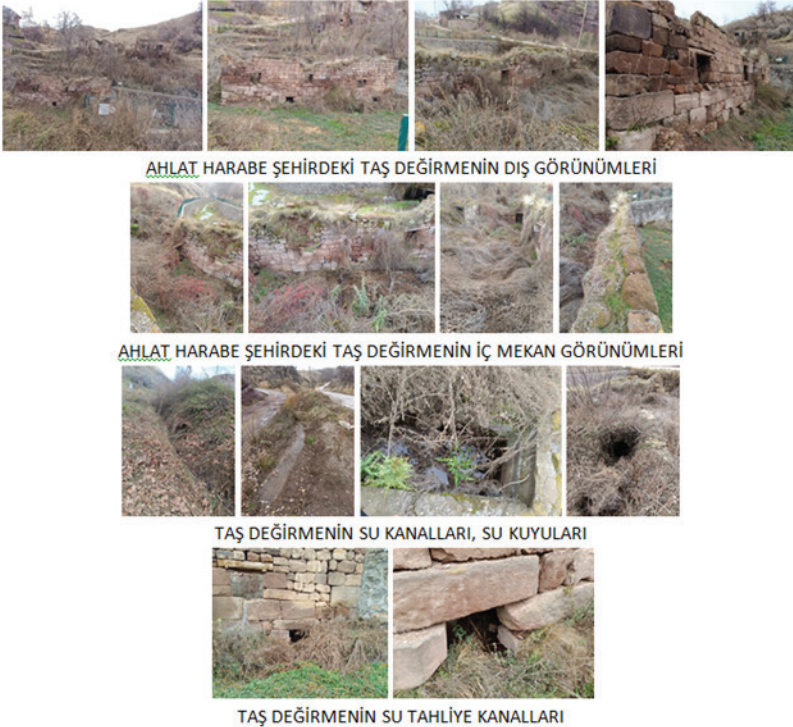 AHLAT HARABE ŞEHİRDEKİ TAŞ DEĞİRMENİN DIŞ GÖRÜNÜMLERİ
AHLAT HARABE ŞEHİRDEKİ TAŞ DEĞİRMENİN İÇ MEKAN GÖRÜNÜMLERİ
TAŞ DEĞİRMENİN SU KANALLARI, SU KUYULARI
TAŞ DEĞİRMENİN SU TAHLİYE KANALLARI